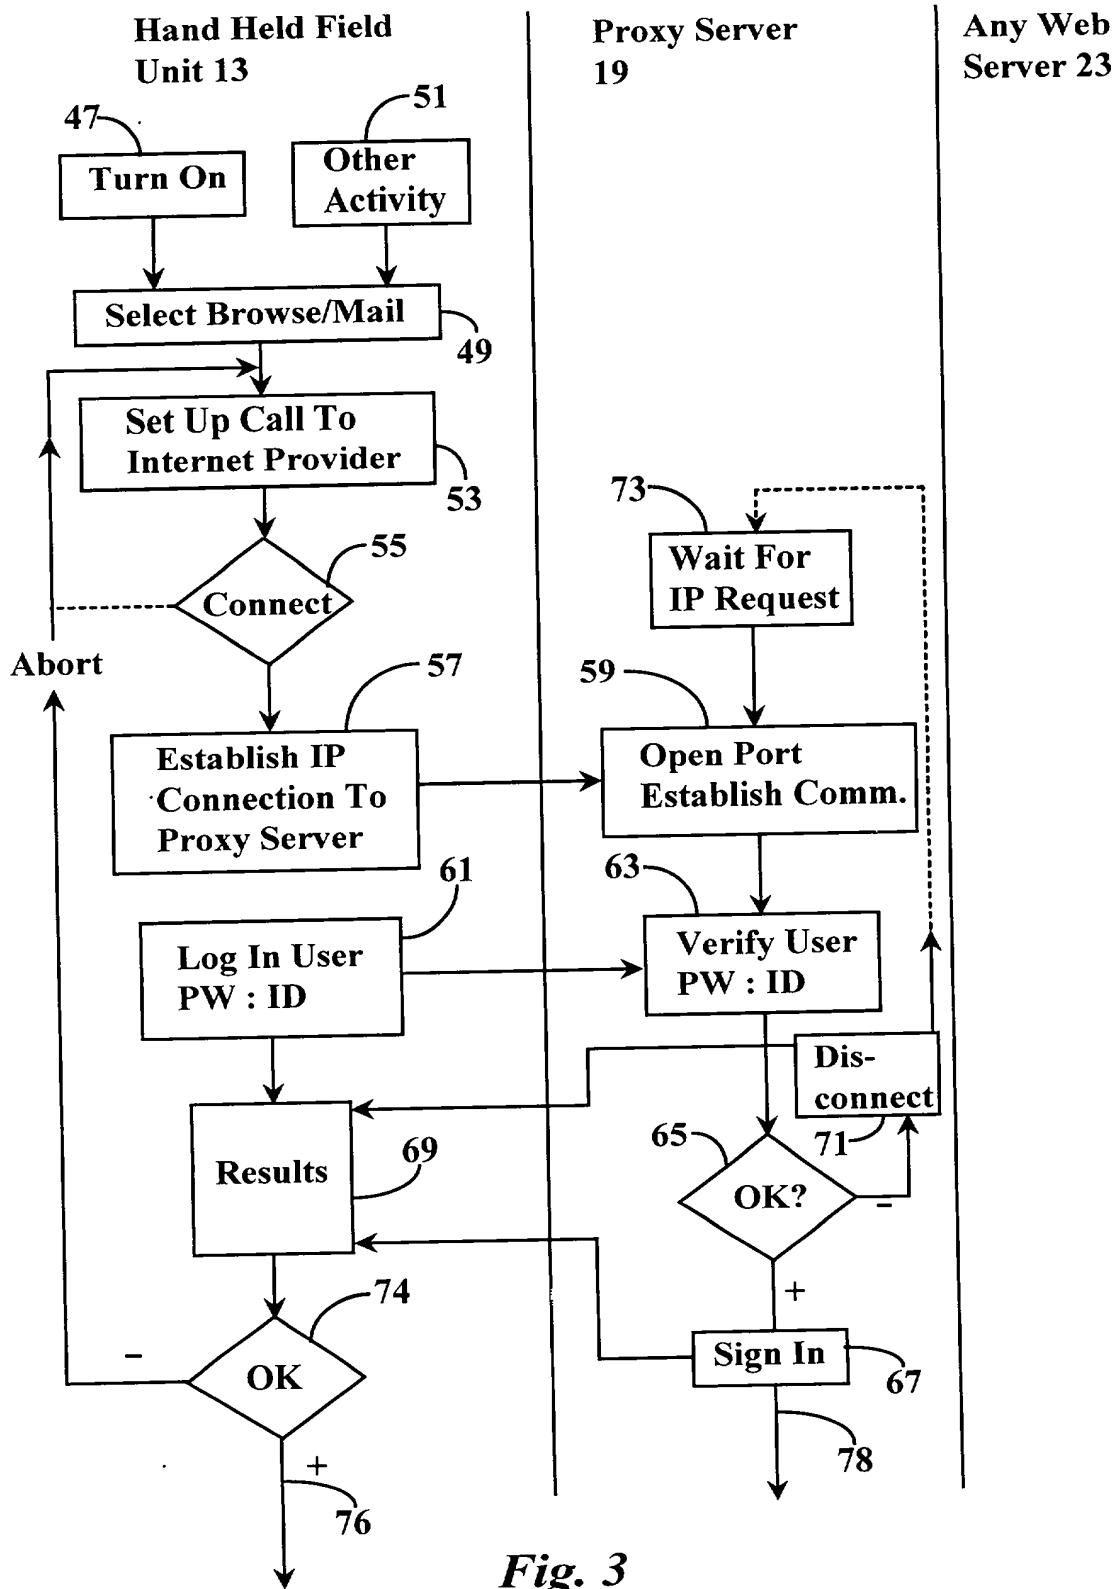 Hand Held Field
Unit 13
Proxy Server
19
Any Web
Server 23
47
51
Turn On
Other
Activity
Select Browse/Mail
49
Set Up Call To
Internet Provider
53
73
55
Wait For
IP Request
Connect
Abort
57
59
Establish IP
Connection To
Proxy Server
Open Port
Establish Comm.
61
63
Log In User
PW : ID
Verify User
PW : ID
Dis-
connect
71
65
69
Results
OK?
–
+
74
–
OK
Sign In
67
78
+
76
Fig. 3